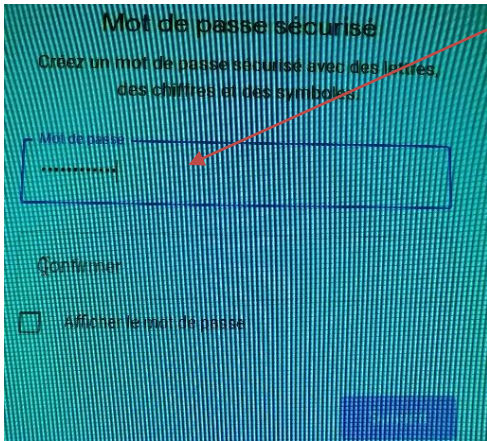 Mot de passe sécurisé
Créez un mot de passe sécurisé avec des lettres,
des chiffres et des symboles.
Mot de passe
............
Confirmer
Afficher le mot de passe